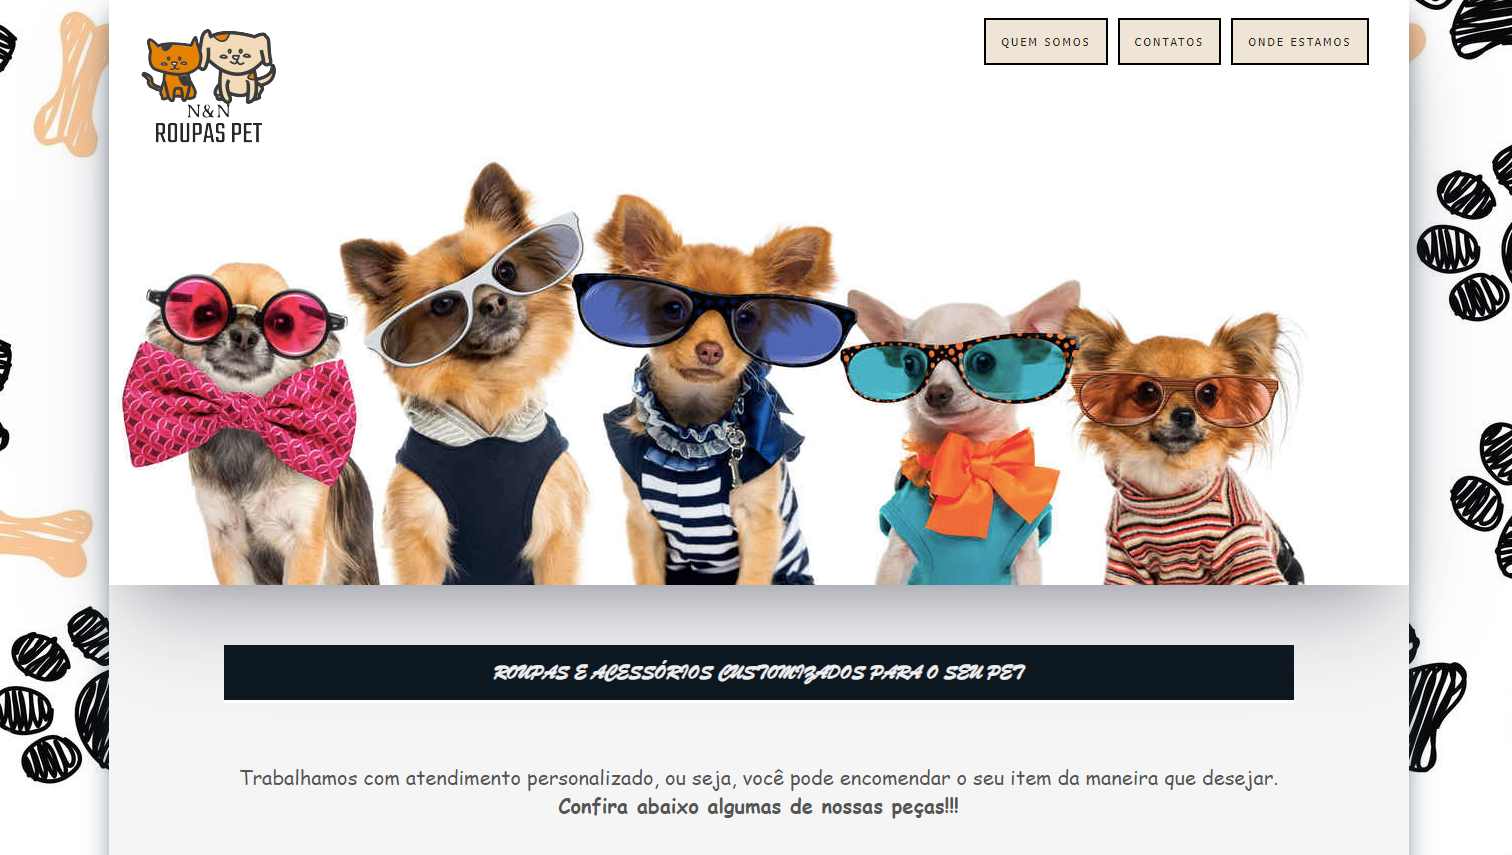 N&N
ROUPAS PET
QUEM SOMOS
CONTATOS
ONDE ESTAMOS
ROUPAS E ACESSÓRIOS CUSTOMIZADOS PARA O SEU PET
Trabalhamos com atendimento personalizado, ou seja, você pode encomendar o seu item da maneira que desejar.
Confira abaixo algumas de nossas peças!!!